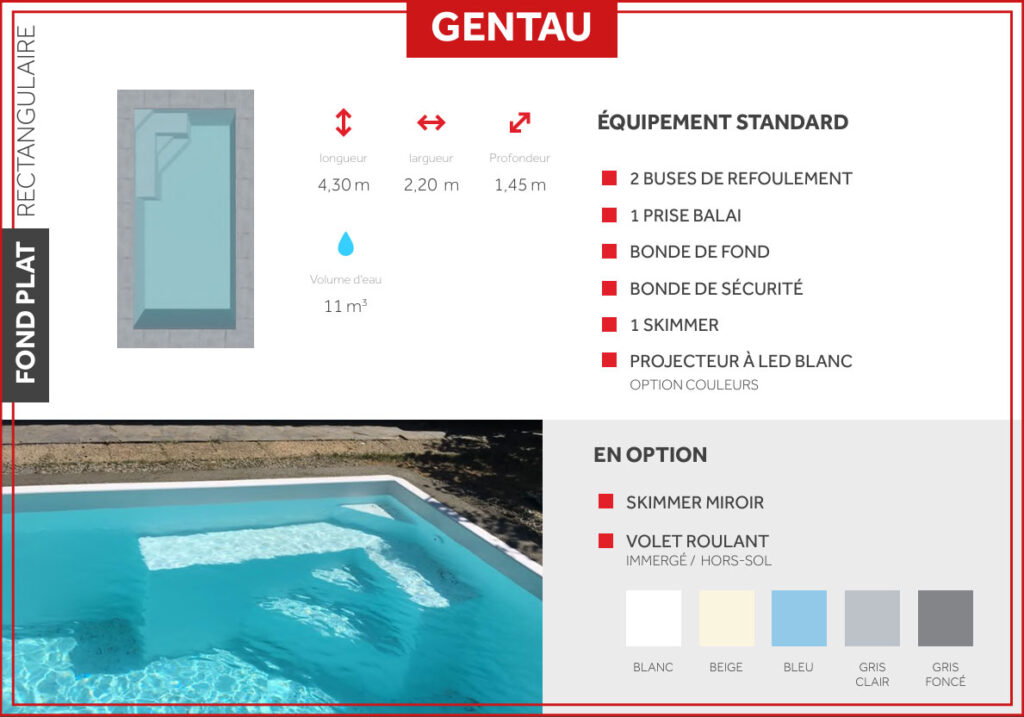 GENTAU
RECTANGULAIRE
FOND PLAT
longueur
4,30 m
largueur
2,20 m
Profondeur
1,45 m
Volume d'eau
11 m³
ÉQUIPEMENT STANDARD
2 BUSES DE REFOULEMENT
1 PRISE BALAI
BONDE DE FOND
BONDE DE SÉCURITÉ
1 SKIMMER
PROJECTEUR À LED BLANC
OPTION COULEURS
EN OPTION
SKIMMER MIROIR
VOLET ROULANT
IMMERGÉ / HORS-SOL
BLANC
BEIGE
BLEU
GRIS
CLAIR
GRIS
FONCÉ